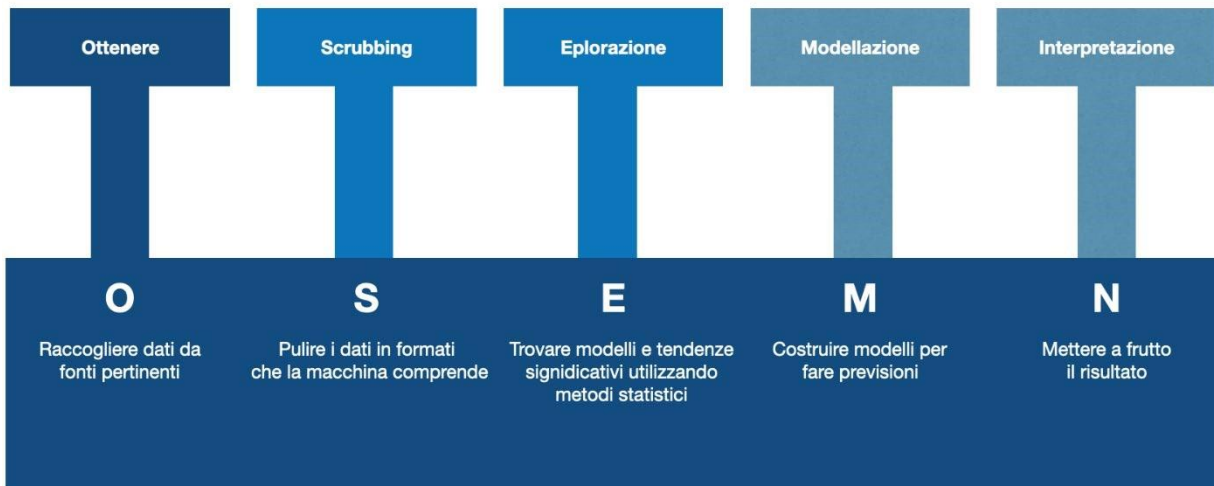 Ottenere
Scrubbing
Eplorazione
Modellazione
Interpretazione
O
Raccogliere dati da
fonti pertinenti
S
Pulire i dati in formati
che la macchina comprende
E
Trovare modelli e tendenze
signidicativi utilizzando
metodi statistici
M
Costruire modelli per
fare previsioni
N
Mettere a frutto
il risultato